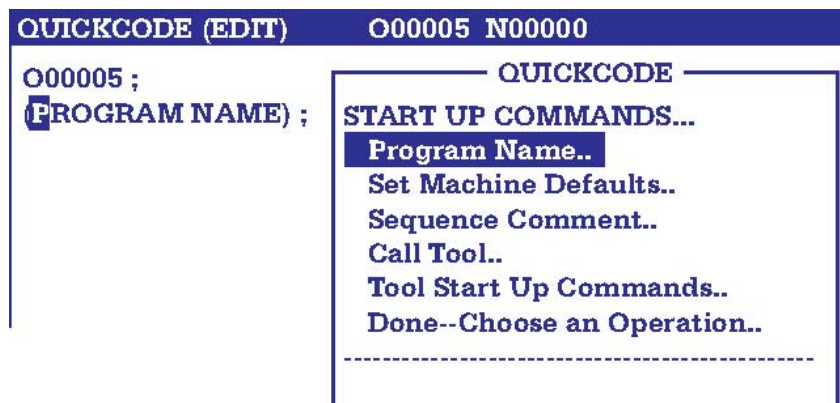 QUICKCODE (EDIT) O00005 N00000
O00005 ;
(PROGRAM NAME) ;
QUICKCODE
START UP COMMANDS...
Program Name..
Set Machine Defaults..
Sequence Comment..
Call Tool..
Tool Start Up Commands..
Done--Choose an Operation..